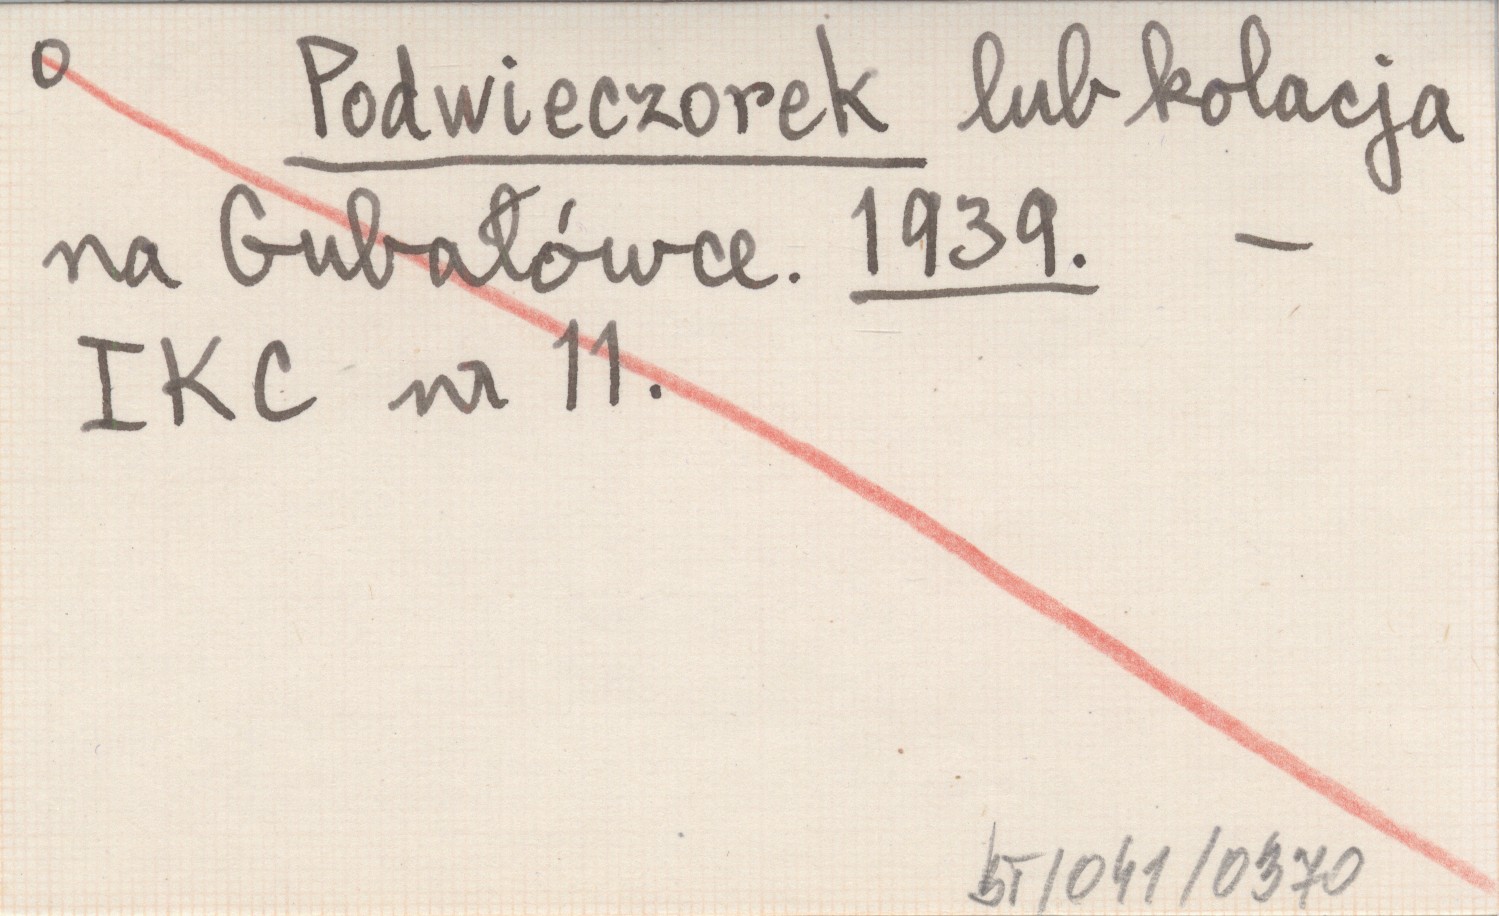 o Podwieczorek lub kolacja
na Gubałówce. 1939. –
IKC nr 11.
BT/041/0370